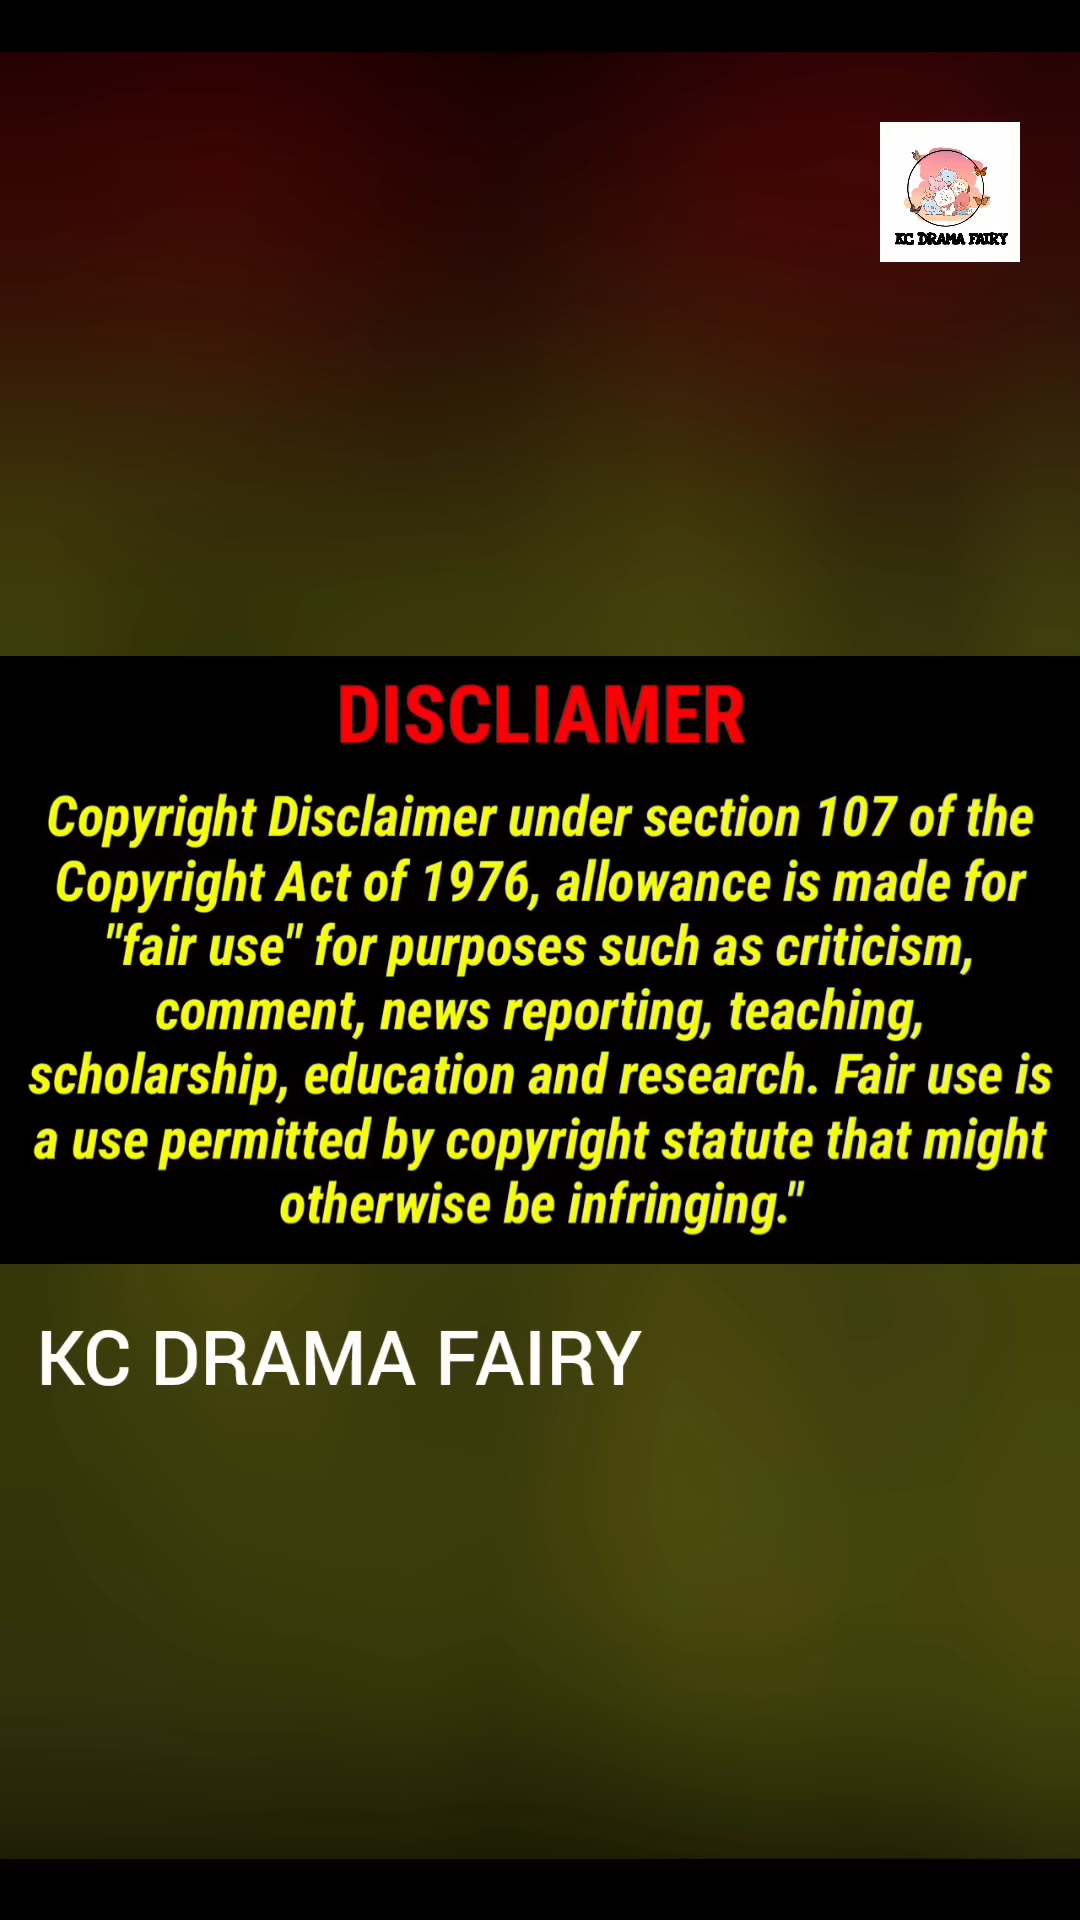 KC DRAMA FAIRY
DISCLIAMER
Copyright Disclaimer under section 107 of the
Copyright Act of 1976, allowance is made for
"fair use" for purposes such as criticism,
comment, news reporting, teaching,
scholarship, education and research. Fair use is
a use permitted by copyright statute that might
otherwise be infringing."
KC DRAMA FAIRY